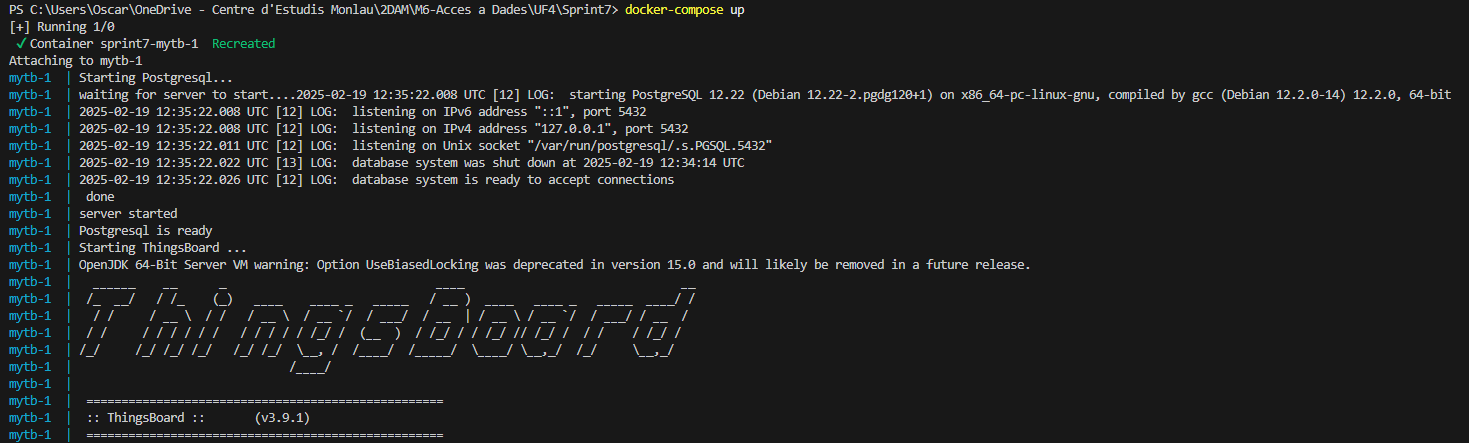 PS C:\Users\Oscar\OneDrive - Centre d'Estudis Monlau\2DAM\M6-Acces a Dades\UF4\Sprint7> docker-compose up
[+] Running 1/0
 ✓ Container sprint7-mytb-1  Recreated
Attaching to mytb-1
mytb-1  | Starting Postgresql...
mytb-1  | waiting for server to start....2025-02-19 12:35:22.008 UTC [12] LOG:  starting PostgreSQL 12.22 (Debian 12.22-2.pgdg120+1) on x86_64-pc-linux-gnu, compiled by gcc (Debian 12.2.0-14) 12.2.0, 64-bit
mytb-1  | 2025-02-19 12:35:22.008 UTC [12] LOG:  listening on IPv6 address "::1", port 5432
mytb-1  | 2025-02-19 12:35:22.008 UTC [12] LOG:  listening on IPv4 address "127.0.0.1", port 5432
mytb-1  | 2025-02-19 12:35:22.011 UTC [12] LOG:  listening on Unix socket "/var/run/postgresql/.s.PGSQL.5432"
mytb-1  | 2025-02-19 12:35:22.022 UTC [13] LOG:  database system was shut down at 2025-02-19 12:34:14 UTC
mytb-1  | 2025-02-19 12:35:22.026 UTC [12] LOG:  database system is ready to accept connections
mytb-1  |  done
mytb-1  | server started
mytb-1  | Postgresql is ready
mytb-1  | Starting ThingsBoard ...
mytb-1  | OpenJDK 64-Bit Server VM warning: Option UseBiasedLocking was deprecated in version 15.0 and will likely be removed in a future release.
mytb-1  |   ______    __      _                              ____                               __
mytb-1  |  /_  __/   / /_    (_)   ____    ____ _   _____   / __ )  ____   ____ _   _____  ____/ /
mytb-1  |   / /     / __ \  / /   / __ \  / __ `/  / ___/  / __  | / __ \ / __ `/  / ___/ / __  /
mytb-1  |  / /     / / / / / /   / / / / / /_/ /  (__  )  / /_/ / / /_/ // /_/ /  / /    / /_/ /
mytb-1  | /_/     /_/ /_/ /_/   /_/ /_/  \__, /  /____/  /_____/  \____/ \__,_/  /_/     \__,_/
mytb-1  |                               /____/
mytb-1  |
mytb-1  |  ===================================================
mytb-1  |  :: ThingsBoard ::       (v3.9.1)
mytb-1  |  ===================================================